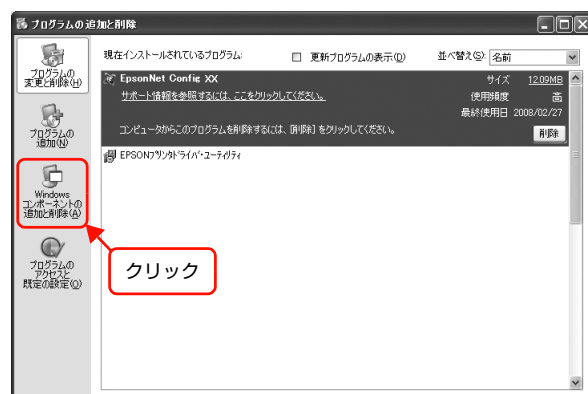 プログラムの追加と削除
現在インストールされているプログラム:
更新プログラムの表示(D)
並べ替え(S):
名前
プログラムの
変更と削除(H)
プログラムの
追加(N)
Windows
コンポーネントの
追加と削除(A)
プログラムの
アクセスと
既定の設定(O)
EpsonNet Config XX
サイズ 12.09MB
サポート情報を参照するには、ここをクリックしてください。
使用頻度 高
最終使用日 2008/02/27
コンピュータからこのプログラムを削除するには、[削除] をクリックしてください。
削除
EPSONプリンタドライバ・ユーティリティ
クリック